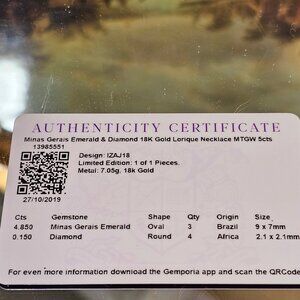 AUTHENTICITY CERTIFICATE
Minas Gerais Emerald & Diamond 18K Gold Lorique Necklace MTGW 5cts
13985551
Design: IZAJ18
Limited Edition: 1 of 1 Pieces.
Metal: 7.05g, 18k Gold
27/10/2019
Cts Gemstone Shape Qty Origin Size
4.850 Minas Gerais Emerald Oval 3 Brazil 9 x 7mm
0.150 Diamond Round 4 Africa 2.1 x 2.1mm
For even more information download the Gemporia app and scan the QRCode